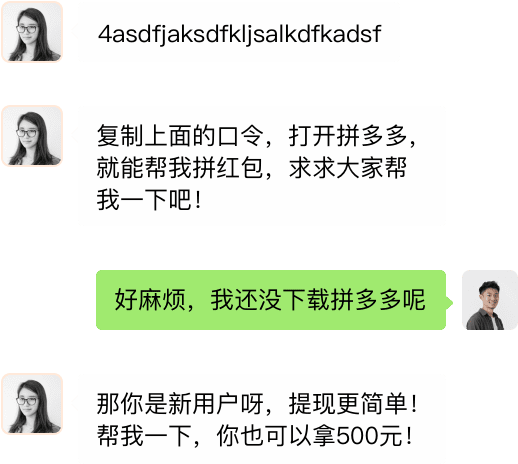 4asdfjaksdfkljsalkdfkadsf
复制上面的口令，打开拼多多，
就能帮我拼红包，求求大家帮
我一下吧！
好麻烦，我还没下载拼多多呢
那你是新用户呀，提现更简单！
帮我一下，你也可以拿500元！